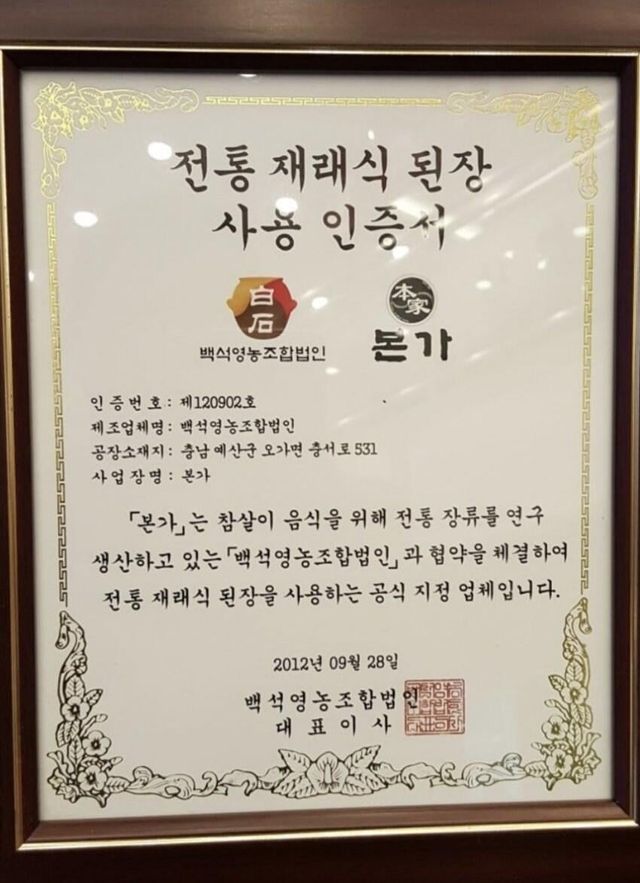 전통 재래식 된장
사용 인증서
白石
本家
백석영농조합법인
본가
인증번호 : 제120902호
제조업체명 : 백석영농조합법인
공장소재지 : 충남 예산군 오가면 충서로 531
사업장명 : 본가
「본가」는 참살이 음식을 위해 전통 장류를 연구
생산하고 있는「백석영농조합법인」과 협약을 체결하여
전통 재래식 된장을 사용하는 공식 지정 업체입니다.
2012년 09월 28일
백석영농조합법인
대표이사